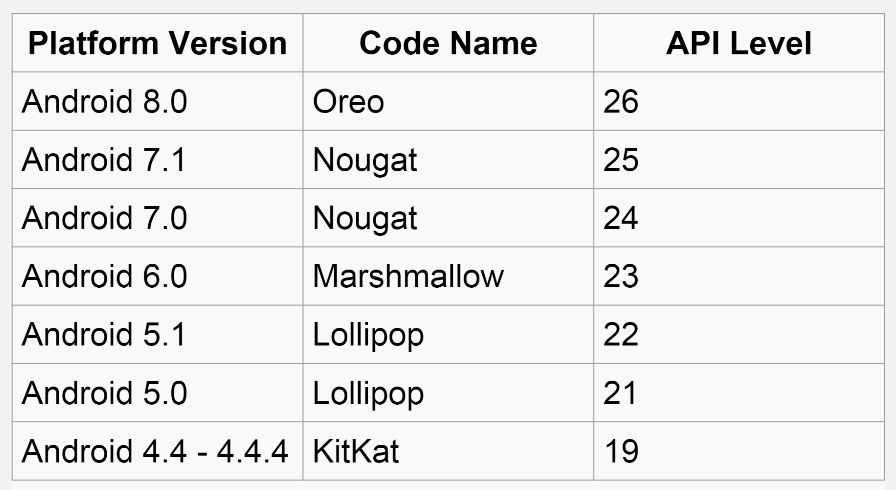 Platform Version Code Name API Level
Android 8.0 Oreo 26
Android 7.1 Nougat 25
Android 7.0 Nougat 24
Android 6.0 Marshmallow 23
Android 5.1 Lollipop 22
Android 5.0 Lollipop 21
Android 4.4 - 4.4.4 KitKat 19